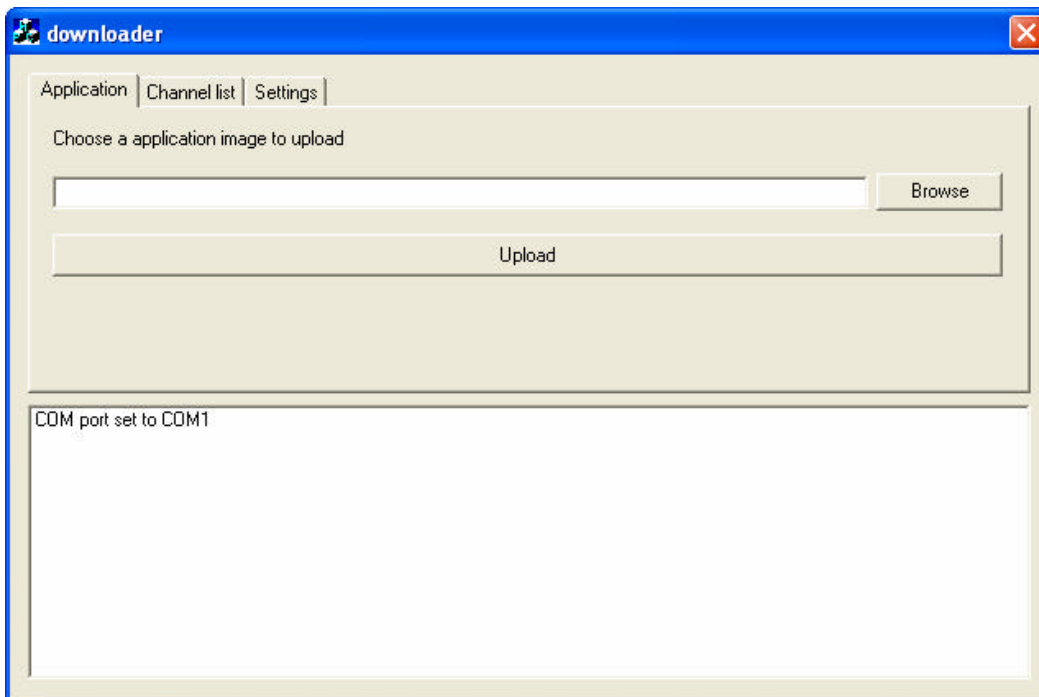 downloader
Application Channel list Settings
Choose a application image to upload
Browse
Upload
COM port set to COM1